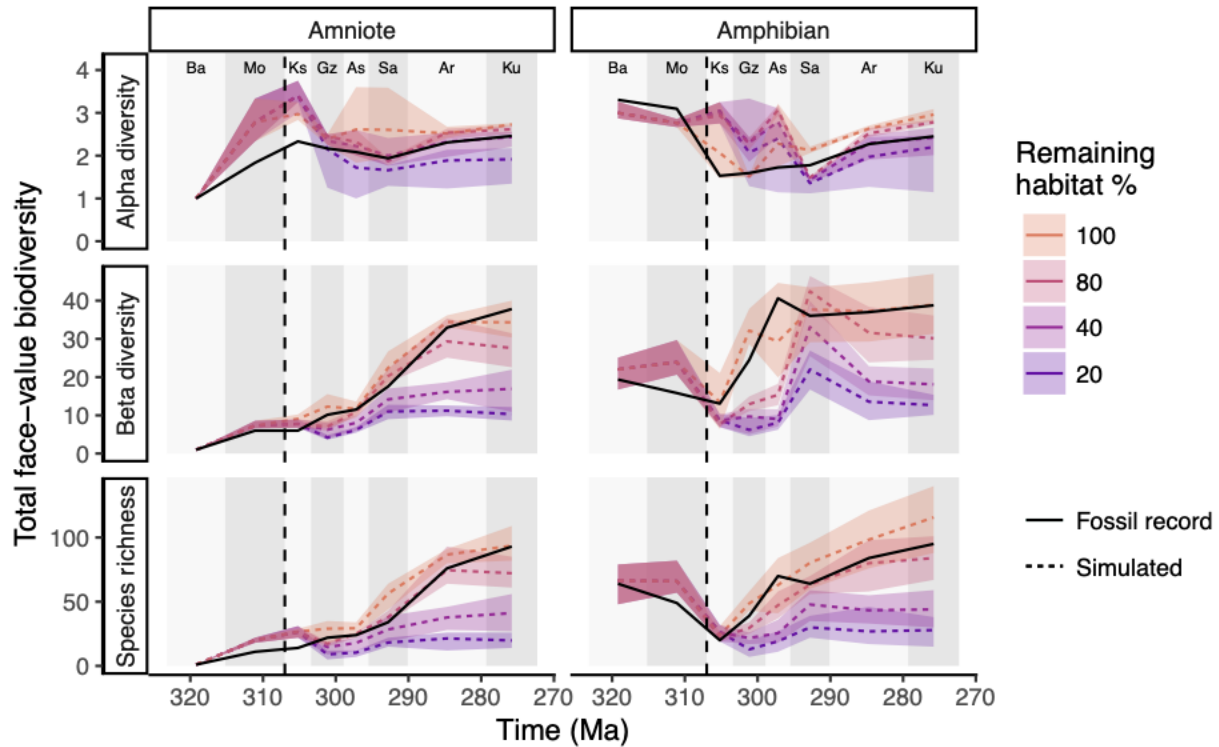 Amniote
Amphibian
Ba Mo Ks Gz As Sa Ar Ku
Ba Mo Ks Gz As Sa Ar Ku
Total face−value biodiversity
Alpha diversity
4
3
2
1
0
Beta diversity
40
30
20
10
0
Species richness
100
50
0
320 310 300 290 280 270
320 310 300 290 280 270
Time (Ma)
Remaining
habitat %
100
80
40
20
Fossil record
Simulated